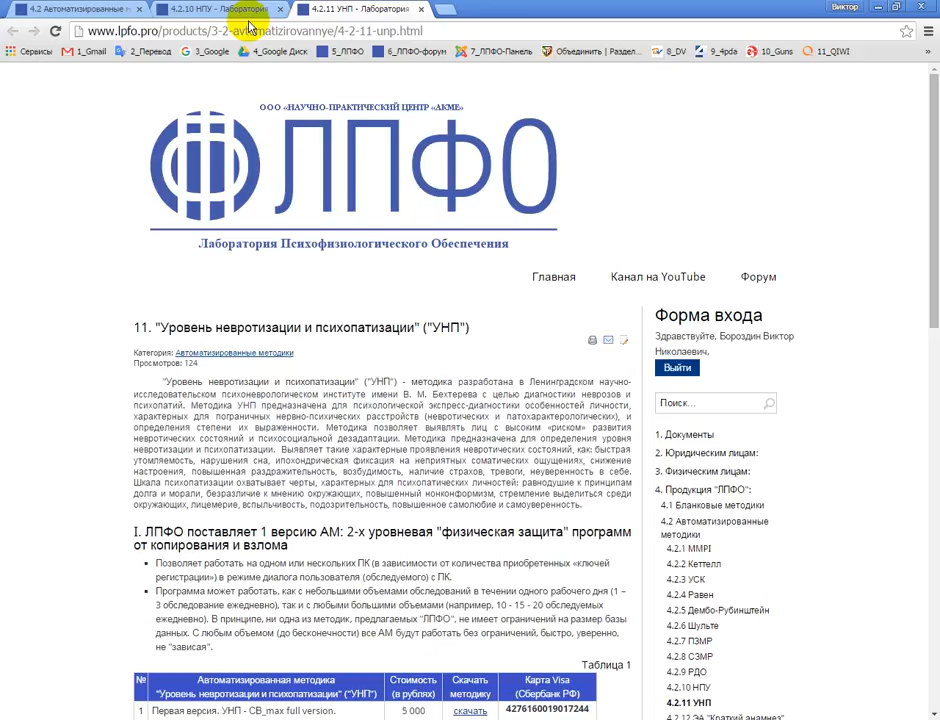 4.2 Автоматизированные м
4.2.10 НПУ - Лаборатория
4.2.11 УНП - Лаборатория
Виктор
www.lpfo.pro/products/3-2-avtomatizirovannye/4-2-11-unp.html
Сервисы 1_Gmail 2_Перевод 3_Google 4_Google Диск 5_ЛПФО 6_ЛПФО-форум 7_ЛПФО-Панель Объединить | Раздел... 8_DV 9_4pda 10_Guns 11_QIWI »
ООО «НАУЧНО-ПРАКТИЧЕСКИЙ ЦЕНТР «АКМЕ»
ЛПФО
Лаборатория Психофизиологического Обеспечения
Главная Канал на YouTube Форум
11. "Уровень невротизации и психопатизации" ("УНП")
Категория: Автоматизированные методики
Просмотров: 124
"Уровень невротизации и психопатизации" ("УНП") - методика разработана в Ленинградском научно-
исследовательском психоневрологическом институте имени В. М. Бехтерева с целью диагностики неврозов и
психопатий. Методика УНП предназначена для психологической экспресс-диагностики особенностей личности,
характерных для пограничных нервно-психических расстройств (невротических и патохарактерологических), и
определения степени их выраженности. Методика позволяет выявлять лиц с высоким «риском» развития
невротических состояний и психосоциальной дезадаптации. Методика предназначена для определения уровня
невротизации и психопатизации. Выявляет такие характерные проявления невротических состояний, как: быстрая
утомляемость, нарушения сна, ипохондрическая фиксация на неприятных соматических ощущениях, снижение
настроения, повышенная раздражительность, возбудимость, наличие страхов, тревоги, неуверенность в себе.
Шкала психопатизации охватывает черты, характерных для психопатических личностей: равнодушие к принципам
долга и морали, безразличие к мнению окружающих, повышенный нонконформизм, стремление выделиться среди
окружающих, лицемерие, вспыльчивость, подозрительность, повышенное самолюбие и самоуверенность.
I. ЛПФО поставляет 1 версию АМ: 2-х уровневая "физическая защита" программ
от копирования и взлома
Позволяет работать на одном или нескольких ПК (в зависимости от количества приобретенных «ключей
регистрации») в режиме диалога пользователя (обследуемого) с ПК.
Программа может работать, как с небольшими объемами обследований в течении одного рабочего дня (1 –
3 обследование ежедневно), так и с любыми большими объемами (например, 10 - 15 - 20 обследуемых
ежедневно). В принципе, ни одна из методик, предлагаемых "ЛПФО", не имеет ограничений на размер базы
данных. С любым объемом (до бесконечности) все АМ будут работать без ограничений, быстро, уверенно,
не "зависая".
Таблица 1
№ Автоматизированная методика "Уровень невротизации и психопатизации" ("УНП") Стоимость (в рублях) Скачать методику Карта Visa (Сбербанк РФ)
1 Первая версия. УНП - CB_max full version. 5 000 скачать 4276160019017244
Форма входа
Здравствуйте, Бороздин Виктор
Николаевич,
Выйти
Поиск...
1. Документы
2. Юридическим лицам:
3. Физическим лицам:
4. Продукция "ЛПФО":
4.1 Бланковые методики
4.2 Автоматизированные
методики
4.2.1 MMPI
4.2.2 Кеттелл
4.2.3 УСК
4.2.4 Равен
4.2.5 Дембо-Рубинштейн
4.2.6 Шульте
4.2.7 ПЗМР
4.2.8 СЗМР
4.2.9 РДО
4.2.10 НПУ
4.2.11 УНП
4.2.12 ЭА "Краткий анамнез"